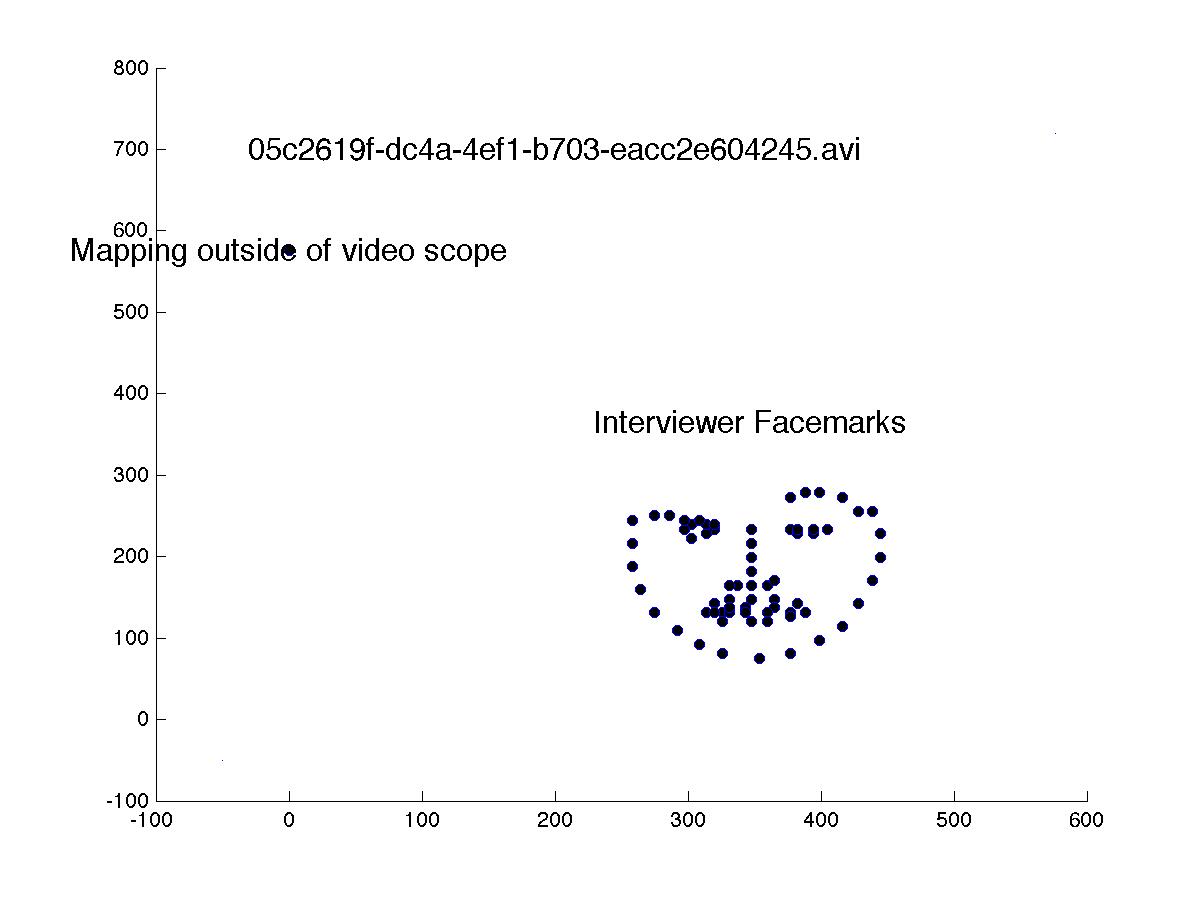 800
700
05c2619f-dc4a-4ef1-b703-eacc2e604245.avi
600
Mapping outside of video scope
500
400
Interviewer Facemarks
300
200
100
0
-100
-100 0 100 200 300 400 500 600